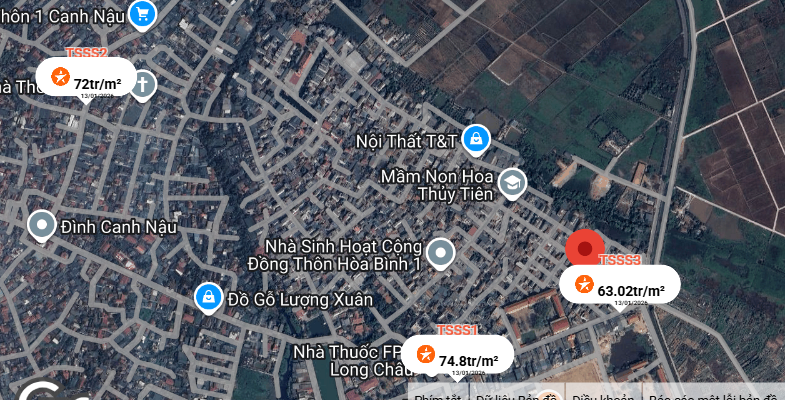 hôn 1 Canh Nậu
TSSS2
72tr/m²
13/01/2026
Nội Thất T&T
Mầm Non Hoa
Thủy Tiên
Đình Canh Nậu
Nhà Sinh Hoạt Cộng
Đồng Thôn Hòa Bình 1
TSSS3
63.02tr/m²
13/01/2026
Đồ Gỗ Lượng Xuân
TSSS1
Nhà Thuốc FP
Long Châu
74.8tr/m²
13/01/2026
Phím tắt
Dữ liệu Bản đồ
Điều khoản
Báo cáo một lỗi bản đồ